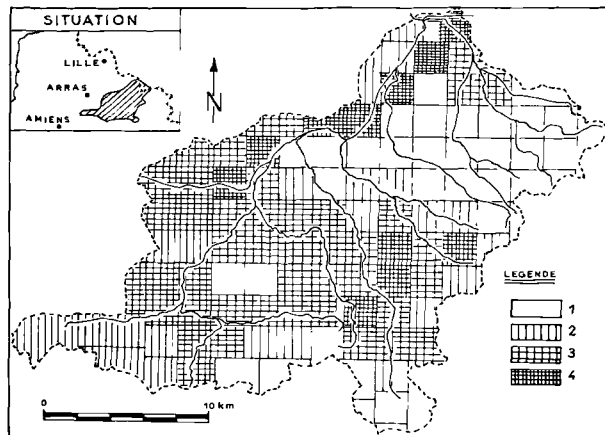 SITUATION
LILLE
ARRAS
AMIENS
N
LEGENDE
1
2
3
4
0
10 km